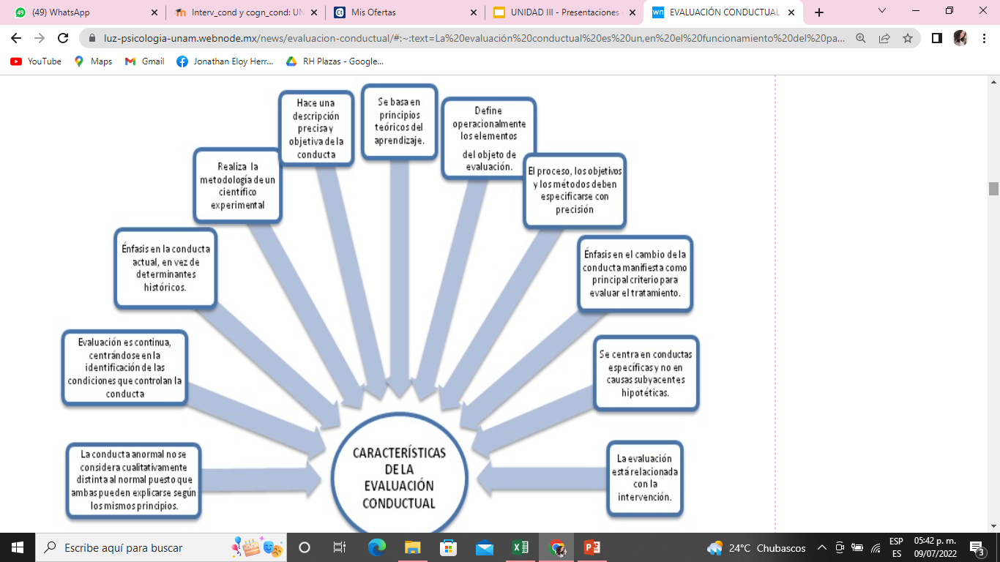 49
(49) WhatsApp
Interv_cond y cogn_cond: UN
Mis Ofertas
UNIDAD III - Presentaciones
wn
EVALUACIÓN CONDUCTUAL
luz-psicologia-unam.webnode.mx/news/evaluacion-conductual/#:~:text=La%20evaluación%20conductual%20es%20un,en%20el%20funcionamiento%20del%20pa...
YouTube
Maps
Gmail
Jonathan Eloy Herr...
RH Plazas - Google...
La conducta anormal no se
considera cualitativamente
distinta al normal puesto que
ambas pueden explicarse según
los mismos principios.
Evaluación es continua,
centrándose en la
identificación de las
condiciones que controlan la
conducta
Énfasis en la conducta
actual, en vez de
determinantes
históricos.
Realiza la
metodología de un
científico
experimental
Hace una
descripción
precisa y
objetiva de la
conducta
Se basa en
principios
teóricos del
aprendizaje.
Define
operacionalmente
los elementos
del objeto de
evaluación.
El proceso, los objetivos
y los métodos deben
especificarse con
precisión
Énfasis en el cambio de la
conducta manifiesta como
principal criterio para
evaluar el tratamiento.
Se centra en conductas
específicas y no en
causas subyacentes
hipotéticas.
La evaluación
está relacionada
con la
intervención.
CARACTERÍSTICAS
DE LA
EVALUACIÓN
CONDUCTUAL
Escribe aquí para buscar
24°C Chubascos
ESP
ES
05:42 p. m.
09/07/2022
3